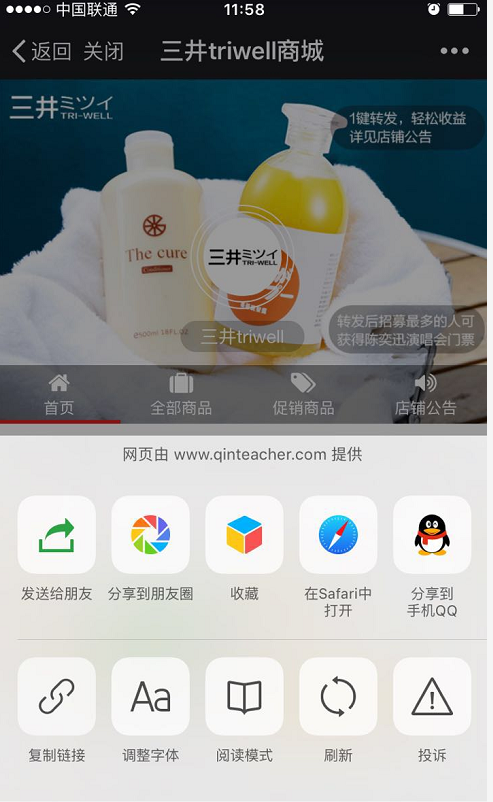 中国联通
11:58
返回 关闭 三井triwell商城
三井ミツイ
TRI-WELL
1键转发，轻松收益
详见店铺公告
The cure
Conditioner
三井ミツイ
TRI-WELL
三井triwell
转发后招募最多的人可
获得陈奕迅演唱会门票
首页 全部商品 促销商品 店铺公告
网页由 www.qinteacher.com 提供
发送给朋友 分享到朋友圈 收藏 在Safari中
打开 分享到
手机QQ
Aa
复制链接 调整字体 阅读模式 刷新 投诉